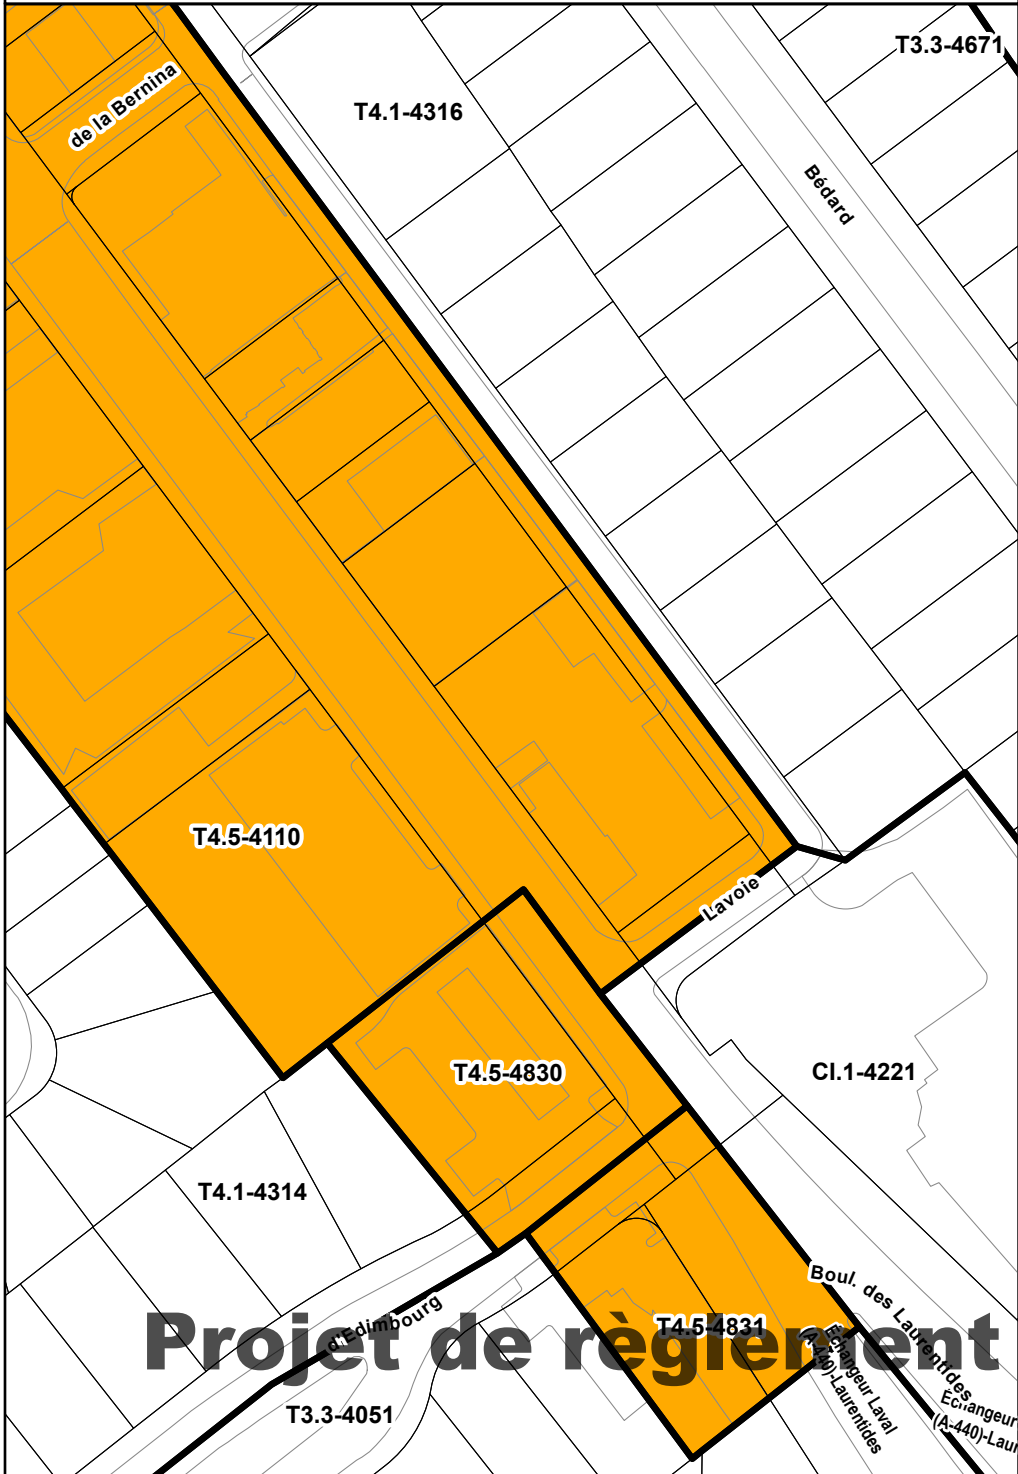 T3.3-4671
de la Bernina
T4.1-4316
Bédard
T4.5-4110
Lavoie
T4.5-4830
CI.1-4221
T4.1-4314
Boul. des Laurentides
d'Edimbourg
T4.5-4831
Projet de règlement
Échangeur Laval
(A-440)-Laurentides
Échangeur
(A-440)-Laur
T3.3-4051